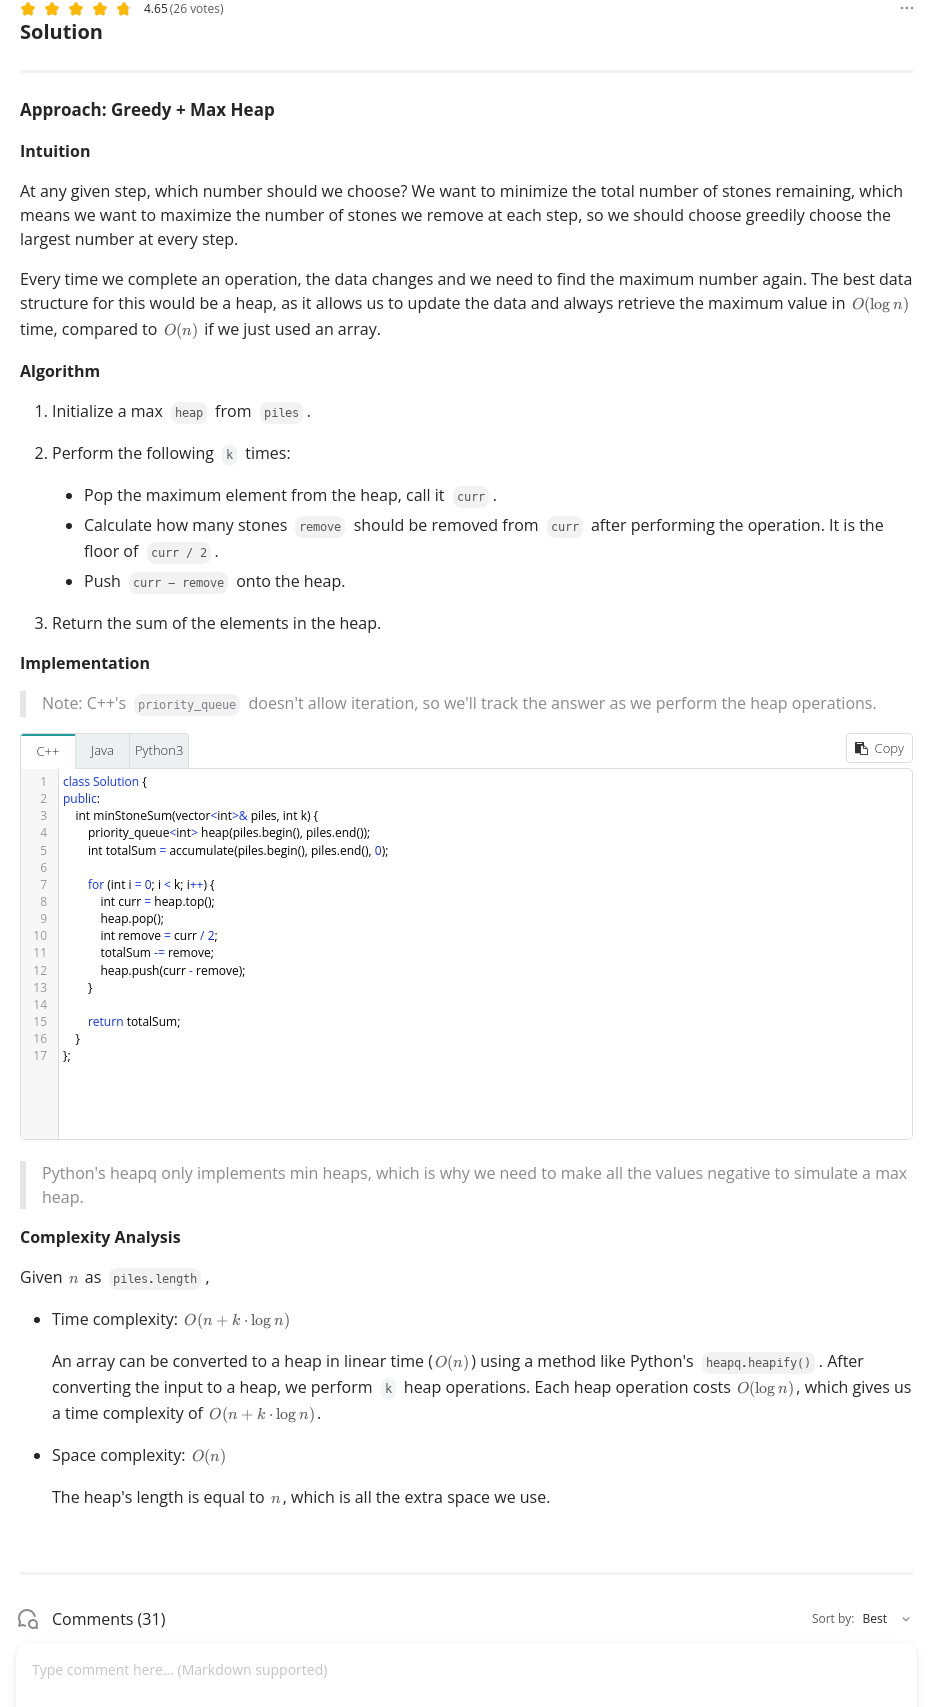 4.65 (26 votes)
Solution
Approach: Greedy + Max Heap
Intuition
At any given step, which number should we choose? We want to minimize the total number of stones remaining, which
means we want to maximize the number of stones we remove at each step, so we should choose greedily choose the
largest number at every step.
Every time we complete an operation, the data changes and we need to find the maximum number again. The best data
structure for this would be a heap, as it allows us to update the data and always retrieve the maximum value in O(log n)
time, compared to O(n) if we just used an array.
Algorithm
1. Initialize a max heap from piles .
2. Perform the following k times:
• Pop the maximum element from the heap, call it curr .
• Calculate how many stones remove should be removed from curr after performing the operation. It is the
floor of curr / 2 .
• Push curr – remove onto the heap.
3. Return the sum of the elements in the heap.
Implementation
Note: C++'s priority_queue doesn't allow iteration, so we'll track the answer as we perform the heap operations.
C++ Java Python3 Copy
1 class Solution {
2 public:
3     int minStoneSum(vector<int>& piles, int k) {
4         priority_queue<int> heap(piles.begin(), piles.end());
5         int totalSum = accumulate(piles.begin(), piles.end(), 0);
6
7         for (int i = 0; i < k; i++) {
8             int curr = heap.top();
9             heap.pop();
10             int remove = curr / 2;
11             totalSum -= remove;
12             heap.push(curr - remove);
13         }
14
15         return totalSum;
16     }
17 };
Python's heapq only implements min heaps, which is why we need to make all the values negative to simulate a max
heap.
Complexity Analysis
Given n as piles.length ,
• Time complexity: O(n + k · log n)
An array can be converted to a heap in linear time (O(n)) using a method like Python's heapq.heapify() . After
converting the input to a heap, we perform k heap operations. Each heap operation costs O(log n), which gives us
a time complexity of O(n + k · log n).
• Space complexity: O(n)
The heap's length is equal to n, which is all the extra space we use.
Comments (31) Sort by: Best
Type comment here... (Markdown supported)